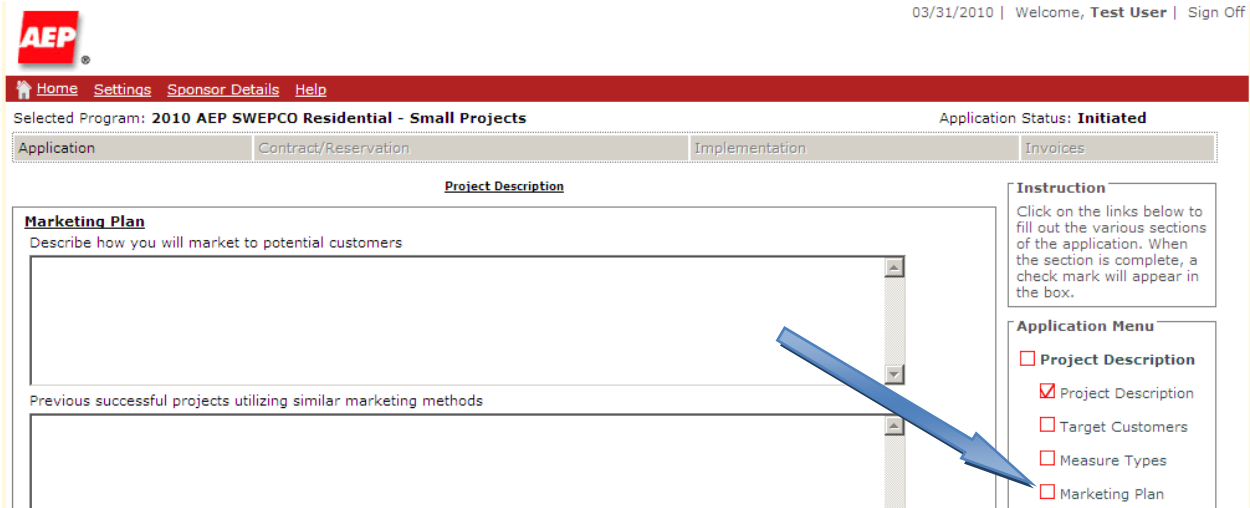 03/31/2010 | Welcome, Test User | Sign Off
AEP
®
Home Settings Sponsor Details Help
Selected Program: 2010 AEP SWEPCO Residential - Small Projects
Application Status: Initiated
Application Contract/Reservation Implementation Invoices
Project Description
Marketing Plan
Describe how you will market to potential customers
Previous successful projects utilizing similar marketing methods
Instruction
Click on the links below to
fill out the various sections
of the application. When
the section is complete, a
check mark will appear in
the box.
Application Menu
Project Description
Project Description
Target Customers
Measure Types
Marketing Plan